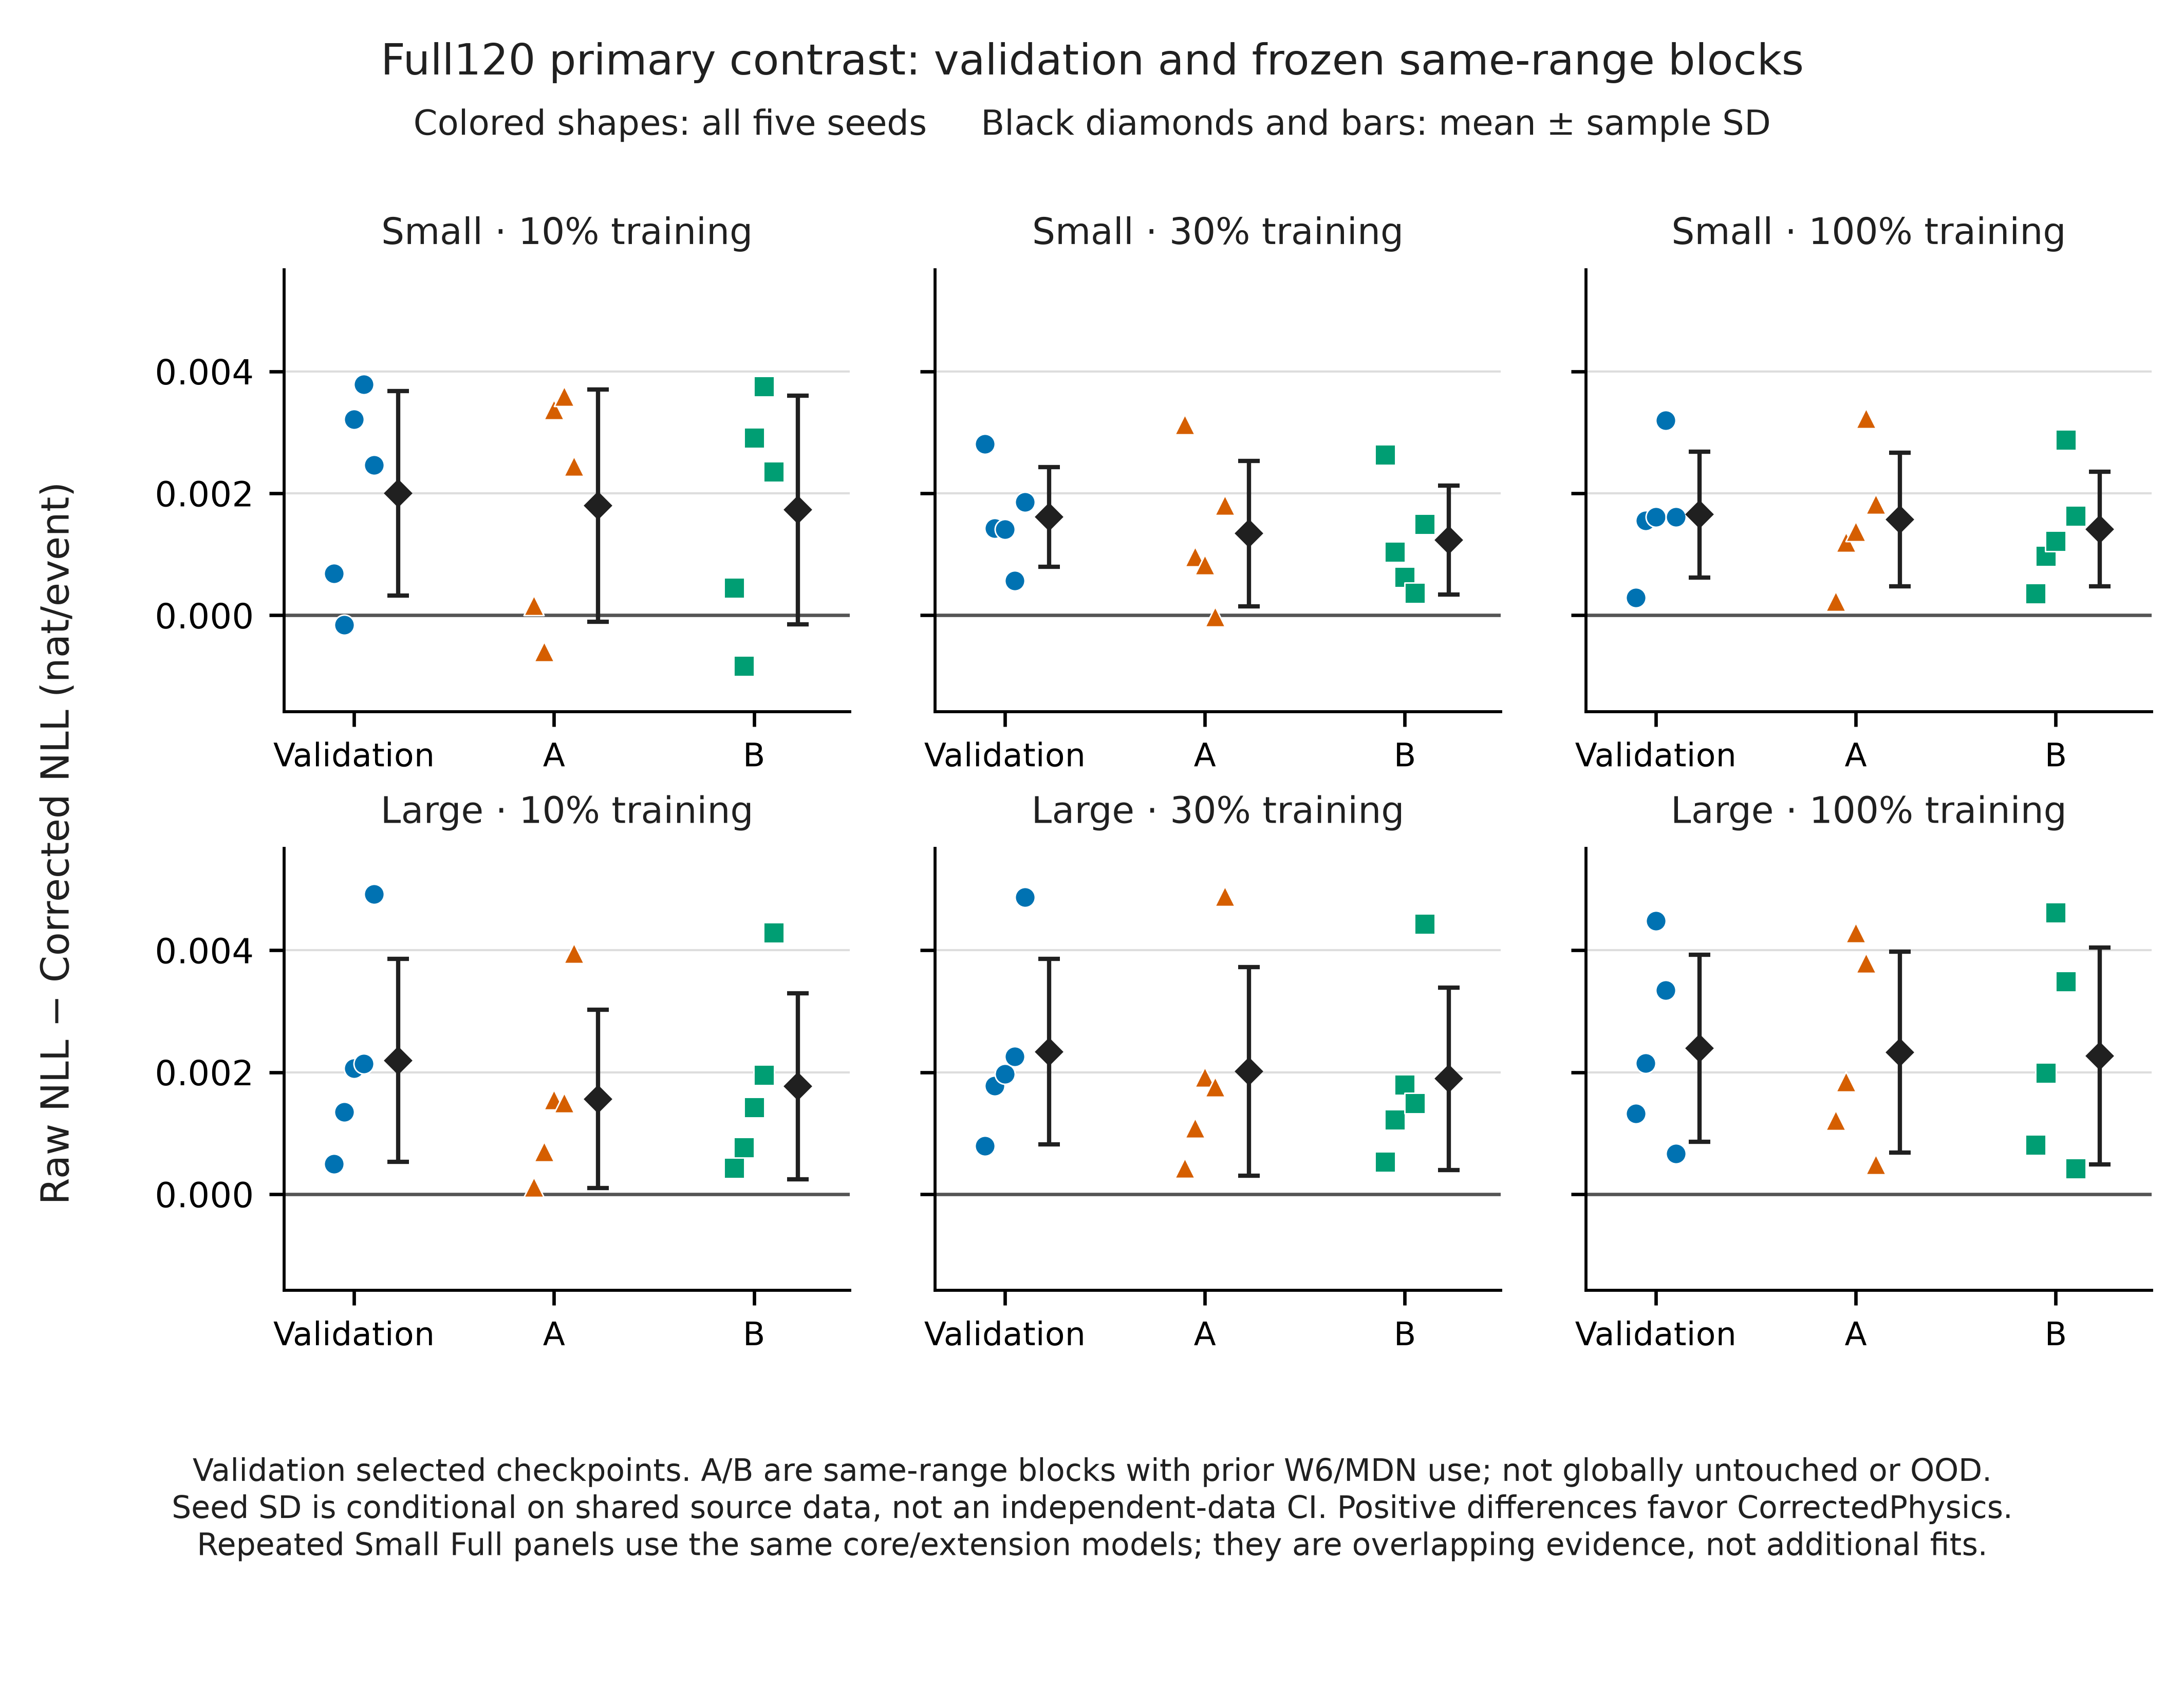 Full120 primary contrast: validation and frozen same-range blocks
Colored shapes: all five seeds Black diamonds and bars: mean ± sample SD
Small · 10% training
Small · 30% training
Small · 100% training
Raw NLL − Corrected NLL (nat/event)
0.004
0.002
0.000
Validation A B
Validation A B
Validation A B
Large · 10% training
Large · 30% training
Large · 100% training
0.004
0.002
0.000
Validation A B
Validation A B
Validation A B
Validation selected checkpoints. A/B are same-range blocks with prior W6/MDN use; not globally untouched or OOD.
Seed SD is conditional on shared source data, not an independent-data CI. Positive differences favor CorrectedPhysics.
Repeated Small Full panels use the same core/extension models; they are overlapping evidence, not additional fits.